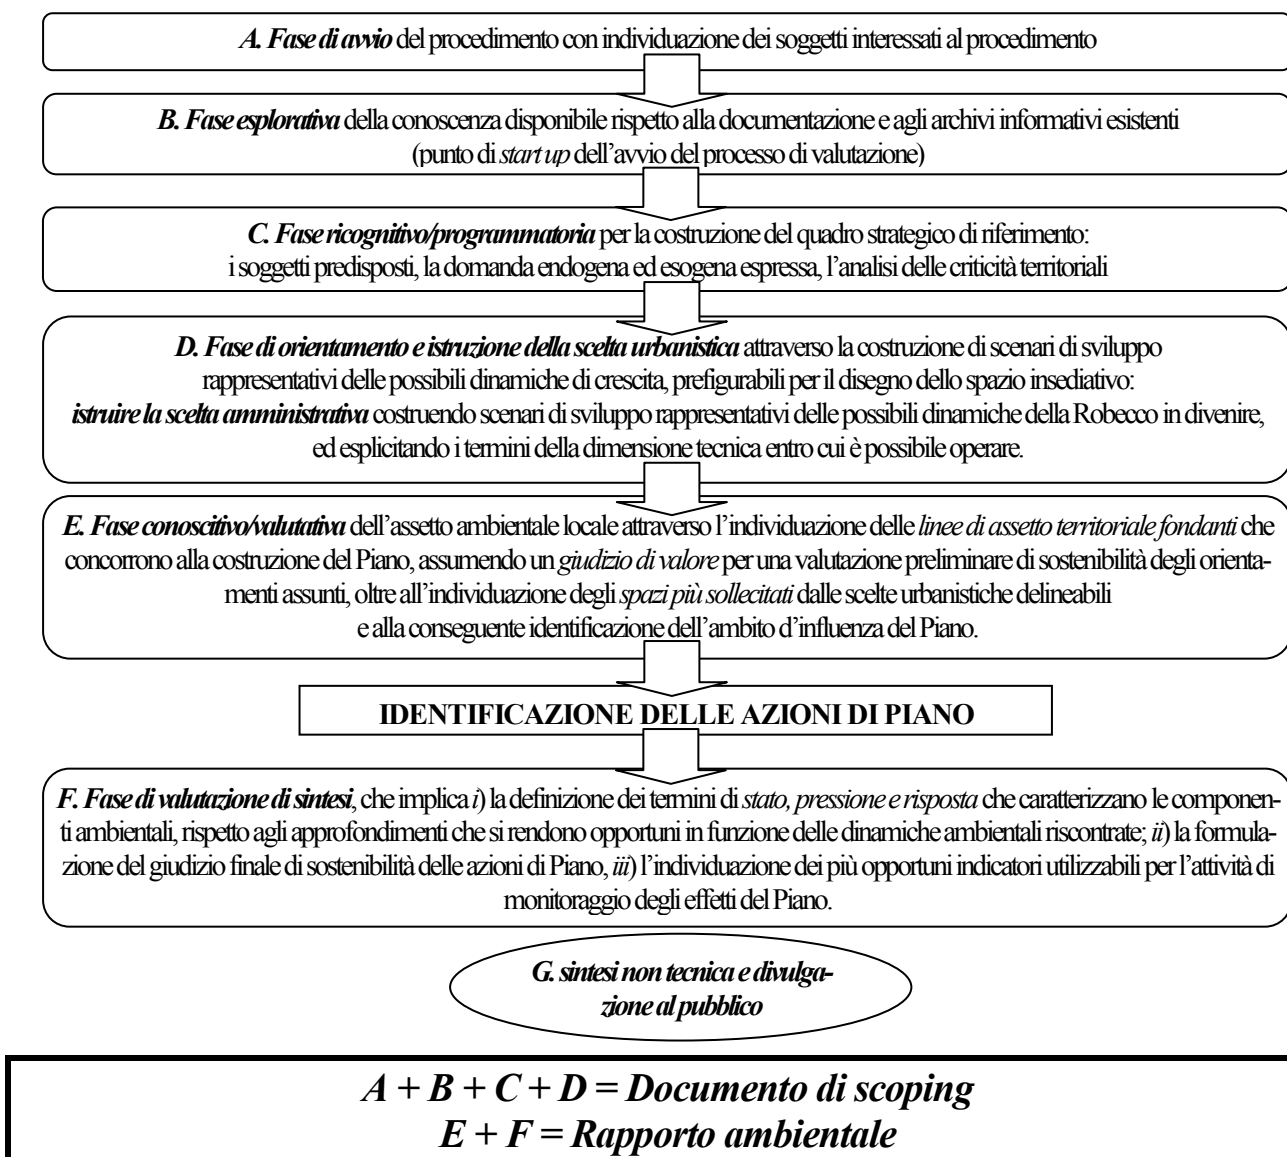 A. Fase di avvio del procedimento con individuazione dei soggetti interessati al procedimento
B. Fase esplorativa della conoscenza disponibile rispetto alla documentazione e agli archivi informativi esistenti
(punto di start up dell’avvio del processo di valutazione)
C. Fase ricognitivo/programmatoria per la costruzione del quadro strategico di riferimento:
i soggetti predisposti, la domanda endogena ed esogena espressa, l’analisi delle criticità territoriali
D. Fase di orientamento e istruzione della scelta urbanistica attraverso la costruzione di scenari di sviluppo
rappresentativi delle possibili dinamiche di crescita, prefigurabili per il disegno dello spazio insediativo:
istruire la scelta amministrativa costruendo scenari di sviluppo rappresentativi delle possibili dinamiche della Robecco in divenire,
ed esplicitando i termini della dimensione tecnica entro cui è possibile operare.
E. Fase conoscitivo/valutativa dell’assetto ambientale locale attraverso l’individuazione delle linee di assetto territoriale fondanti che
concorrono alla costruzione del Piano, assumendo un giudizio di valore per una valutazione preliminare di sostenibilità degli orienta-
menti assunti, oltre all’individuazione degli spazi più sollecitati dalle scelte urbanistiche delineabili
e alla conseguente identificazione dell’ambito d’influenza del Piano.
IDENTIFICAZIONE DELLE AZIONI DI PIANO
F. Fase di valutazione di sintesi, che implica i) la definizione dei termini di stato, pressione e risposta che caratterizzano le componen-
ti ambientali, rispetto agli approfondimenti che si rendono opportuni in funzione delle dinamiche ambientali riscontrate; ii) la formula-
zione del giudizio finale di sostenibilità delle azioni di Piano, iii) l’individuazione dei più opportuni indicatori utilizzabili per l’attività di
monitoraggio degli effetti del Piano.
G. sintesi non tecnica e divulga-
zione al pubblico
A + B + C + D = Documento di scoping
E + F = Rapporto ambientale